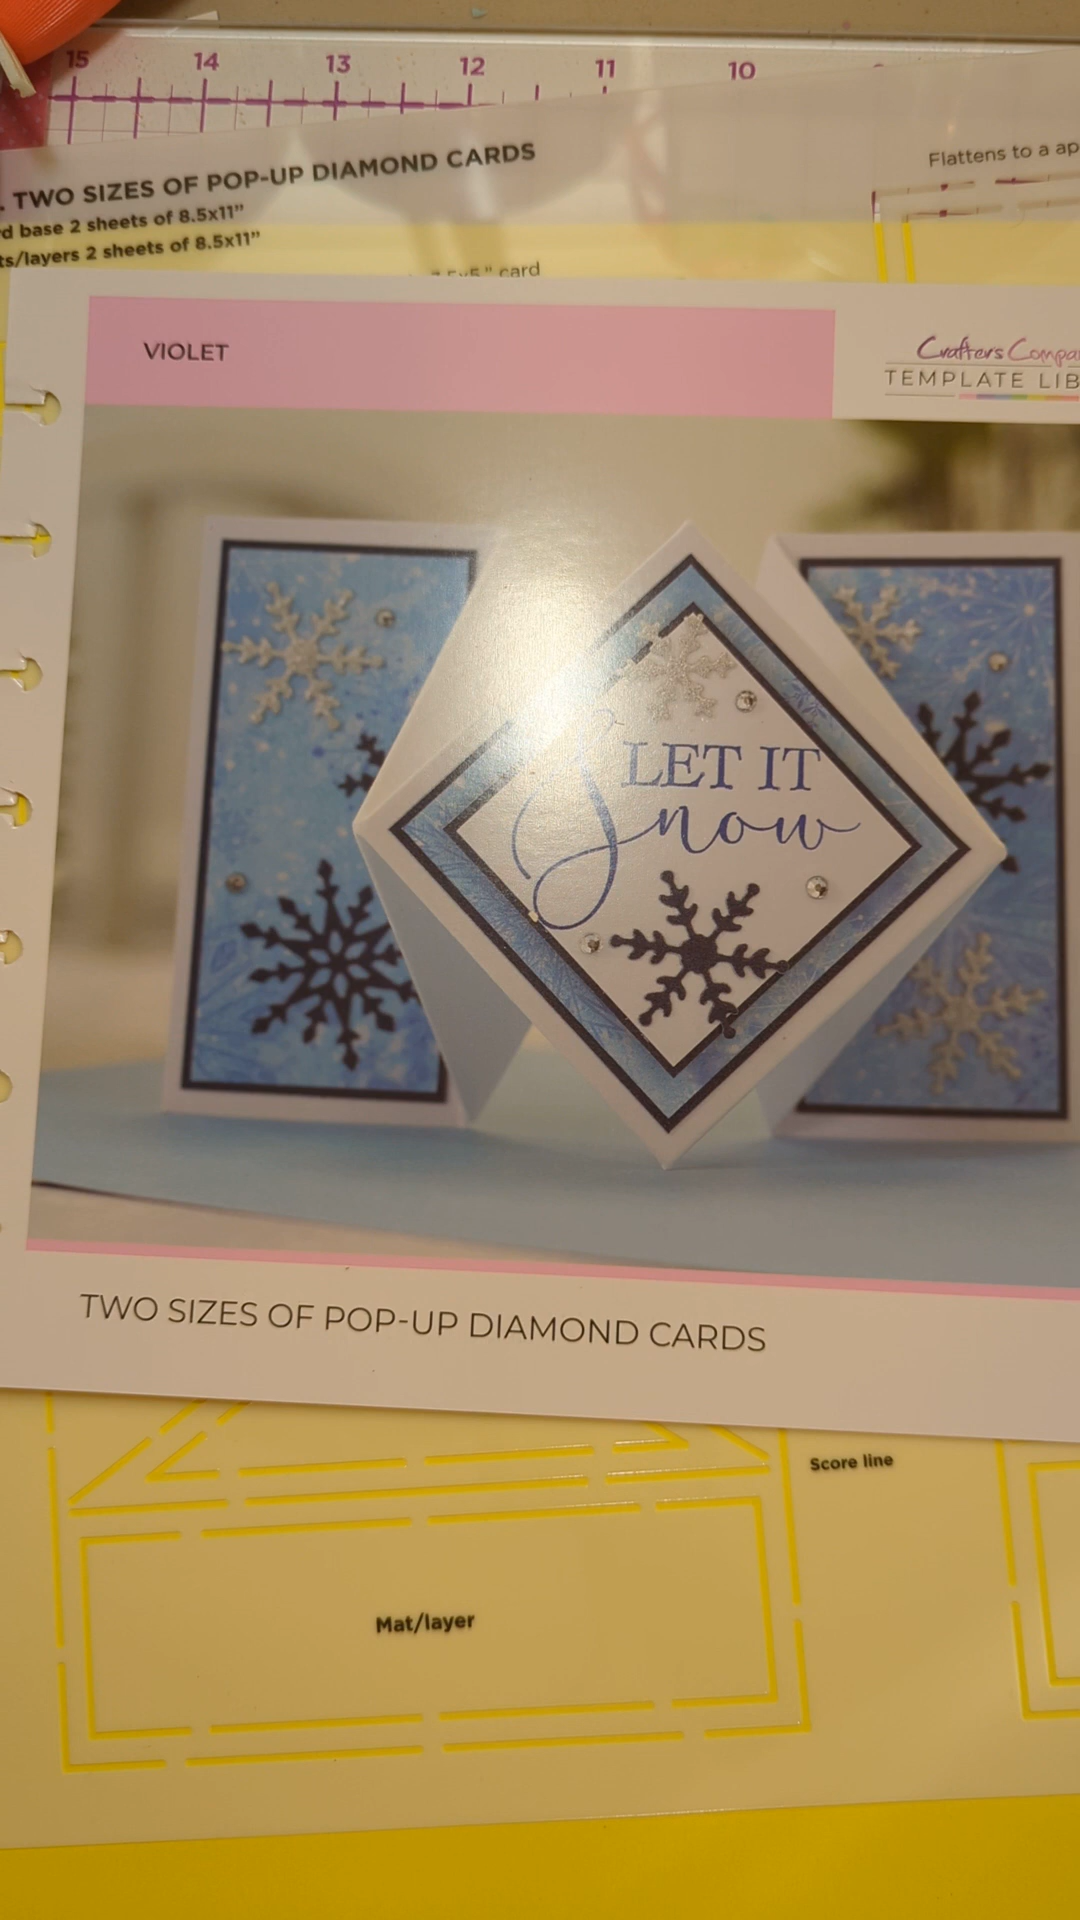 15 14 13 12 11 10
TWO SIZES OF POP-UP DIAMOND CARDS
Flattens to a
base 2 sheets of 8.5x11”
layers 2 sheets of 8.5x11”
card
VIOLET
Crafters
TEMPLATE
LET IT
Snow
TWO SIZES OF POP-UP DIAMOND CARDS
Score line
Mat/layer